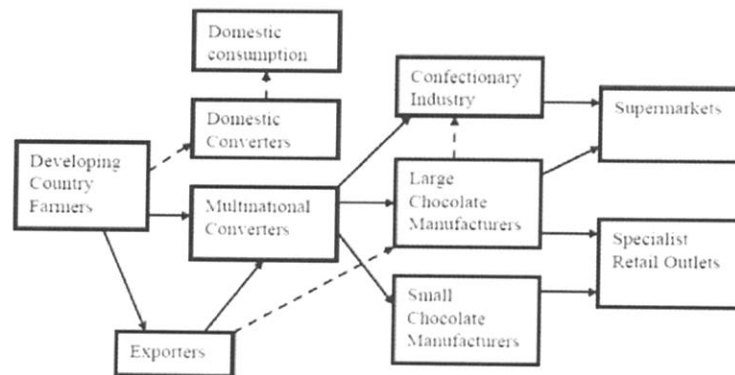 Domestic
consumption
Domestic
Converters
Developing
Country
Farmers
Multinational
Converters
Exporters
Confectionary
Industry
Large
Chocolate
Manufacturers
Small
Chocolate
Manufacturers
Supermarkets
Specialist
Retail Outlets